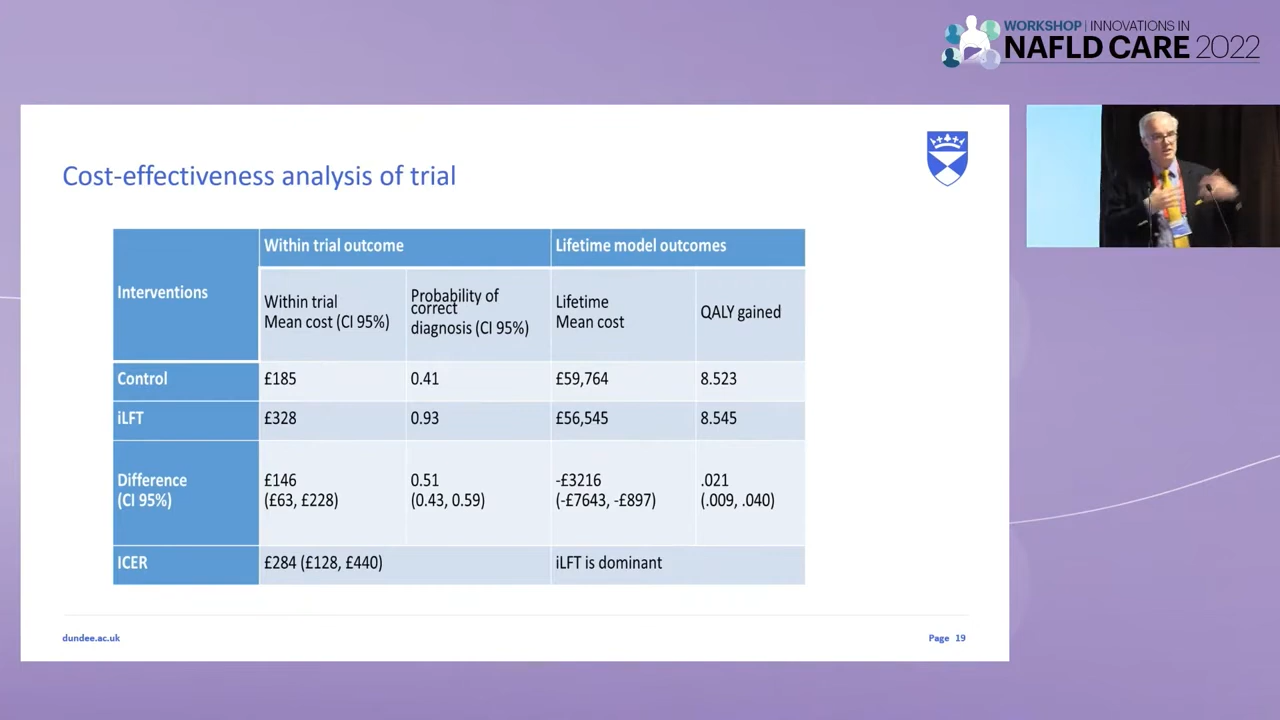 WORKSHOP | INNOVATIONS IN
NAFLD CARE 2022
Cost-effectiveness analysis of trial
Interventions
Within trial outcome
Lifetime model outcomes
Within trial
Mean cost (CI 95%)
Probability of
correct
diagnosis (CI 95%)
Lifetime
Mean cost
QALY gained
Control
£185
0.41
£59,764
8.523
iLFT
£328
0.93
£56,545
8.545
Difference
(CI 95%)
£146
(£63, £228)
0.51
(0.43, 0.59)
-£3216
(-£7643, -£897)
.021
(.009, .040)
ICER
£284 (£128, £440)
iLFT is dominant
dundee.ac.uk
Page 19